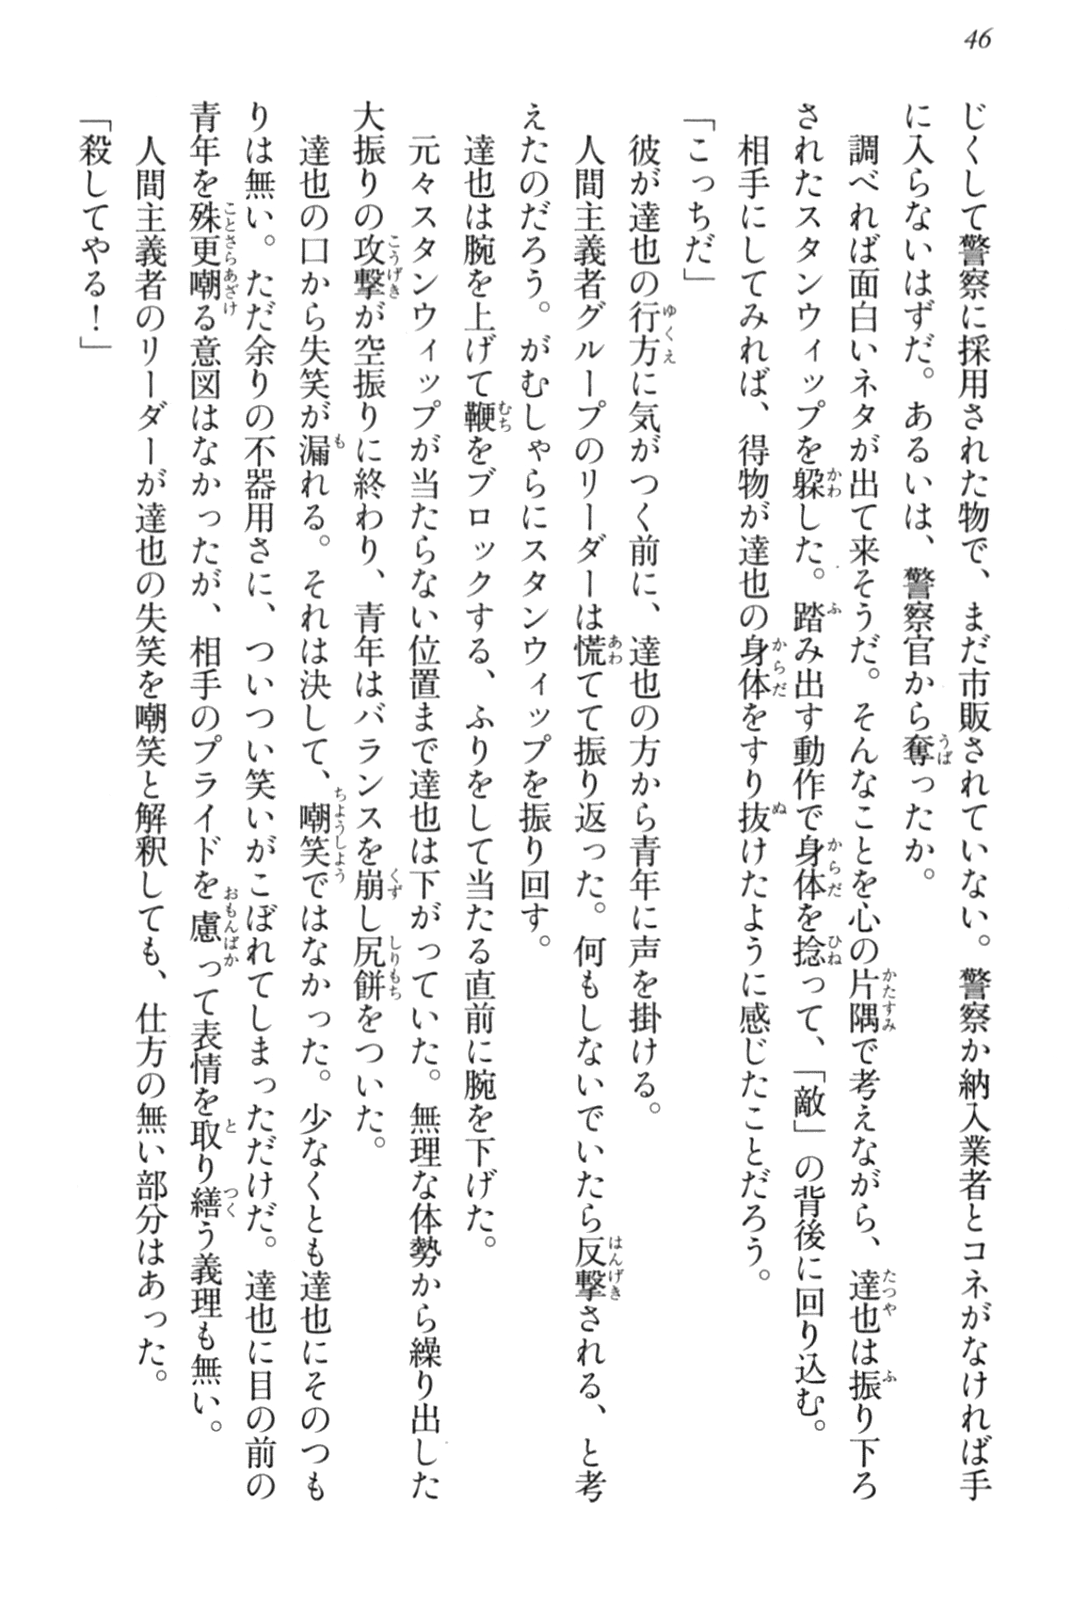 46
じくして警察に採用された物で、まだ市販されていない。警察か納入業者とコネがなければ手
に入らないはずだ。あるいは、警察官から奪ったか。
調べれば面白いネタが出て来そうだ。そんなことを心の片隅で考えながら、達也は振り下ろ
されたスタンウィップを躱した。踏み出す動作で身体を捻って、「敵」の背後に回り込む。
相手にしてみれば、得物が達也の身体をすり抜けたように感じたことだろう。
「こっちだ」
彼が達也の行方に気がつく前に、達也の方から青年に声を掛ける。
人間主義者グループのリーダーは慌てて振り返った。何もしないでいたら反撃される、と考
えたのだろう。がむしゃらにスタンウィップを振り回す。
達也は腕を上げて鞭をブロックする、ふりをして当たる直前に腕を下げた。
元々スタンウィップが当たらない位置まで達也は下がっていた。無理な体勢から繰り出した
大振りの攻撃が空振りに終わり、青年はバランスを崩し尻餅をついた。
達也の口から失笑が漏れる。それは決して、嘲笑ではなかった。少なくとも達也にそのつも
りは無い。ただ余りの不器用さに、ついつい笑いがこぼれてしまっただけだ。達也に目の前の
青年を殊更嘲る意図はなかったが、相手のプライドを慮って表情を取り繕う義理も無い。
人間主義者のリーダーが達也の失笑を嘲笑と解釈しても、仕方の無い部分はあった。
「殺してやる！」